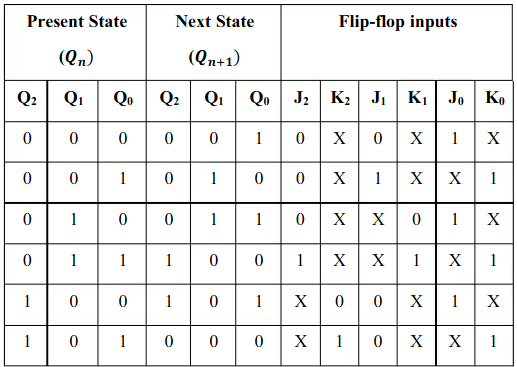 Present State Next State Flip-flop inputs
(Qn) (Qn+1)
Q2 Q1 Q0 Q2 Q1 Q0 J2 K2 J1 K1 J0 K0
0 0 0 0 0 1 0 X 0 X 1 X
0 0 1 0 1 0 0 X 1 X X 1
0 1 0 0 1 1 0 X X 0 1 X
0 1 1 1 0 0 1 X X 1 X 1
1 0 0 1 0 1 X 0 0 X 1 X
1 0 1 0 0 0 X 1 0 X X 1